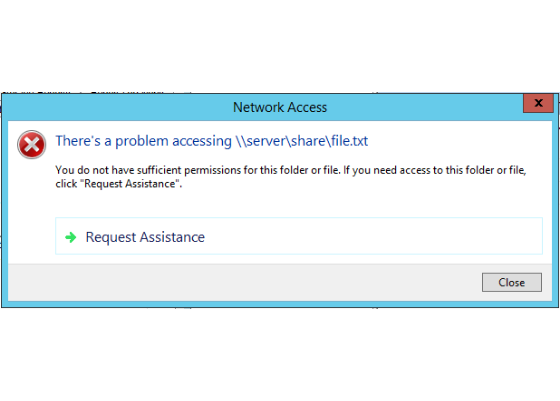 Network Access
There's a problem accessing \\server\share\file.txt
You do not have sufficient permissions for this folder or file. If you need access to this folder or file,
click "Request Assistance".
Request Assistance
Close